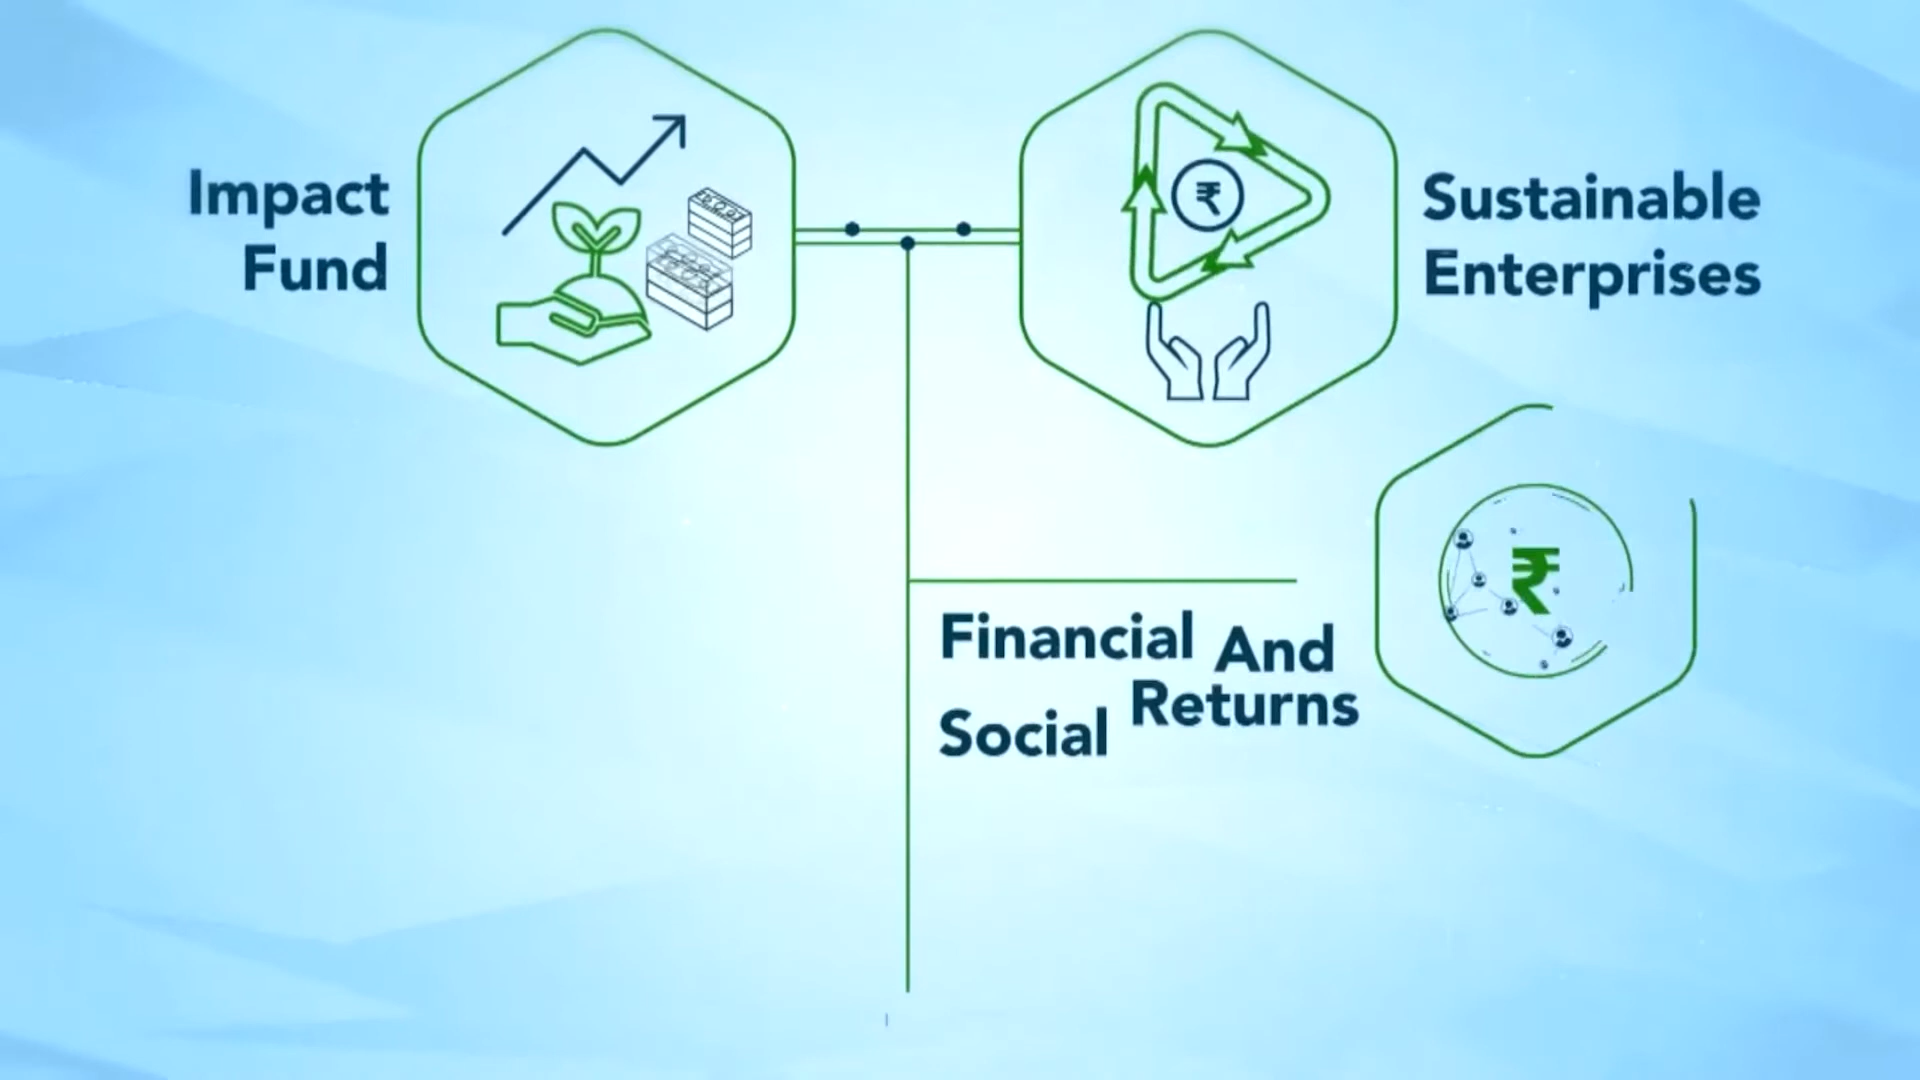 Impact
Fund
Sustainable
Enterprises
₹
₹
Financial And
Social Returns